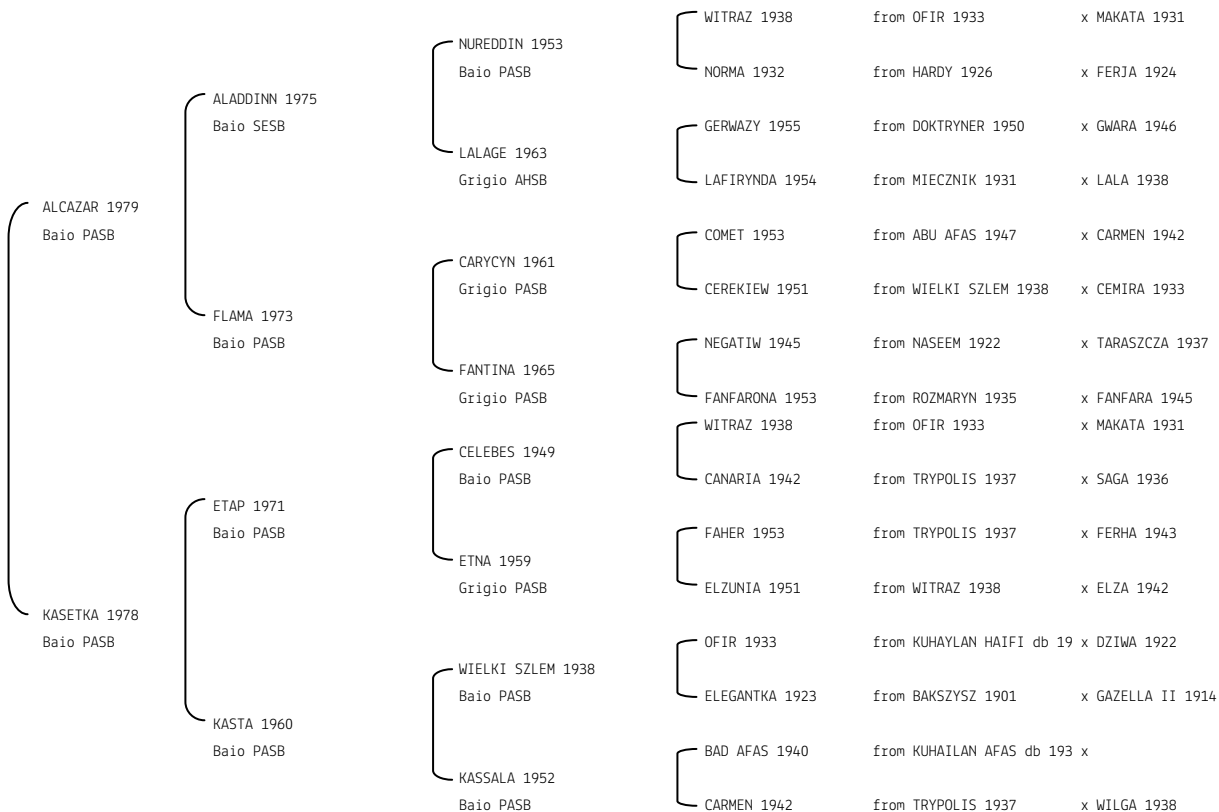 WITRAZ 1938 from OFIR 1933 x MAKATA 1931
NUREDDIN 1953
Baio PASB NORMA 1932 from HARDY 1926 x FERJA 1924
ALADDINN 1975
Baio SESB GERWAZY 1955 from DOKTRYNER 1950 x GWARA 1946
LALAGE 1963
Grigio AHSB LAFIRYNDA 1954 from MIECZNIK 1931 x LALA 1938
ALCAZAR 1979
Baio PASB COMET 1953 from ABU AFAS 1947 x CARMEN 1942
CARYCYN 1961
Grigio PASB CEREKIEW 1951 from WIELKI SZLEM 1938 x CEMIRA 1933
FLAMA 1973
Baio PASB NEGATIW 1945 from NASEEM 1922 x TARASZCZA 1937
FANTINA 1965
Grigio PASB FANFARONA 1953 from ROZMARYN 1935 x FANFARA 1945
WITRAZ 1938 from OFIR 1933 x MAKATA 1931
CELEBES 1949
Baio PASB CANARIA 1942 from TRYPOLIS 1937 x SAGA 1936
ETAP 1971
Baio PASB FAHER 1953 from TRYPOLIS 1937 x FERHA 1943
ETNA 1959
Grigio PASB ELZUNIA 1951 from WITRAZ 1938 x ELZA 1942
KASETKA 1978
Baio PASB OFIR 1933 from KUHAYLAN HAIFI db 19 x DZIWA 1922
WIELKI SZLEM 1938
Baio PASB ELEGANTKA 1923 from BAKSZYSZ 1901 x GAZELLA II 1914
KASTA 1960
Baio PASB BAD AFAS 1940 from KUHAILAN AFAS db 193 x
KASSALA 1952
Baio PASB CARMEN 1942 from TRYPOLIS 1937 x WILGA 1938